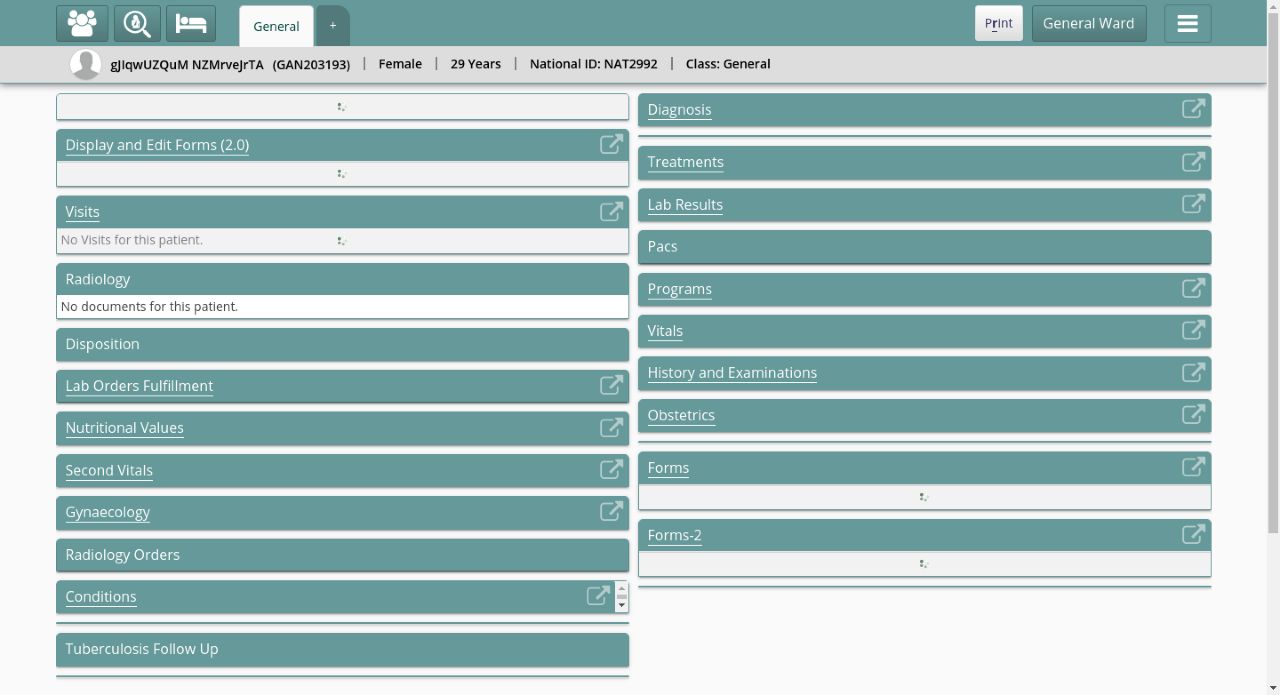 General
+
Print
General Ward
gJIqwUZQuM NZMrveJrTA (GAN203193) | Female | 29 Years | National ID: NAT2992 | Class: General
Display and Edit Forms (2.0)
Visits
No Visits for this patient.
Radiology
No documents for this patient.
Disposition
Lab Orders Fulfillment
Nutritional Values
Second Vitals
Gynaecology
Radiology Orders
Conditions
Tuberculosis Follow Up
Diagnosis
Treatments
Lab Results
Pacs
Programs
Vitals
History and Examinations
Obstetrics
Forms
Forms-2